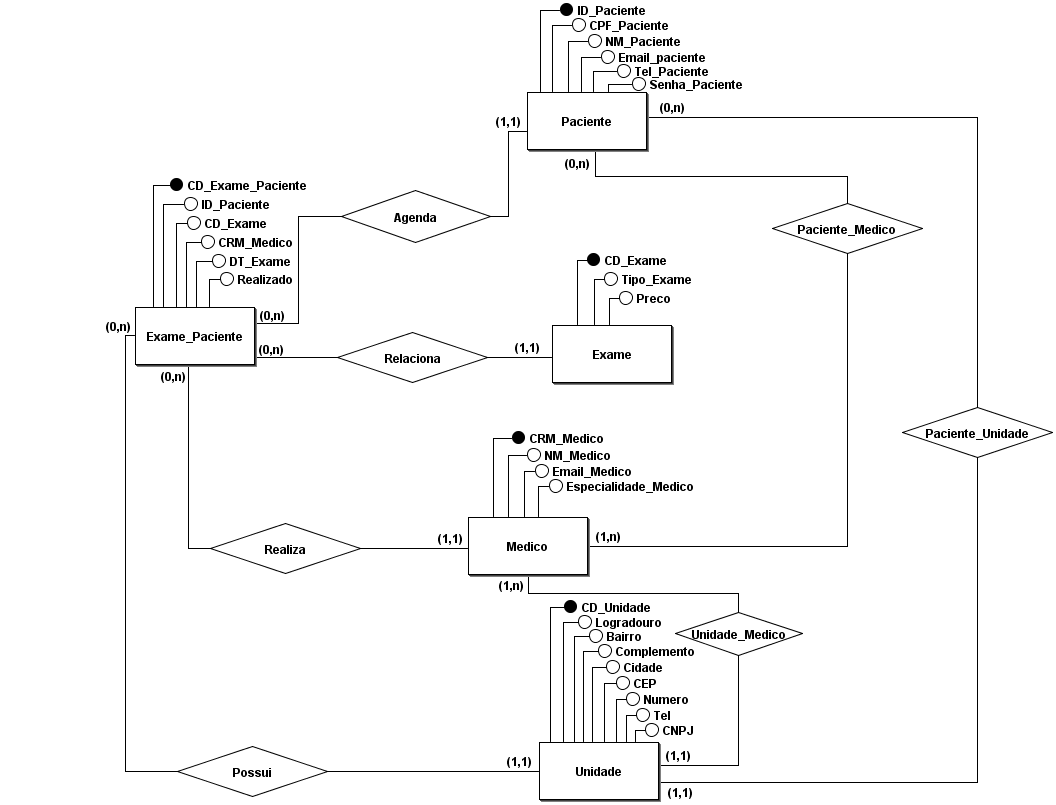 ID_Paciente
CPF_Paciente
NM_Paciente
Email_paciente
Tel_Paciente
Senha_Paciente
(0,n)
(1,1)
Paciente
(0,n)
CD_Exame_Paciente
ID_Paciente
CD_Exame
CRM_Medico
DT_Exame
Realizado
Agenda
Paciente_Medico
CD_Exame
Tipo_Exame
Preco
(0,n)
(0,n)
Exame_Paciente
(0,n)
(1,1)
Relaciona
Exame
(0,n)
Paciente_Unidade
CRM_Medico
NM_Medico
Email_Medico
Especialidade_Medico
Realiza
(1,1)
Medico
(1,n)
(1,n)
CD_Unidade
Logradouro
Bairro
Complemento
Cidade
CEP
Numero
Tel
CNPJ
Unidade_Medico
Possui
(1,1)
Unidade
(1,1)
(1,1)